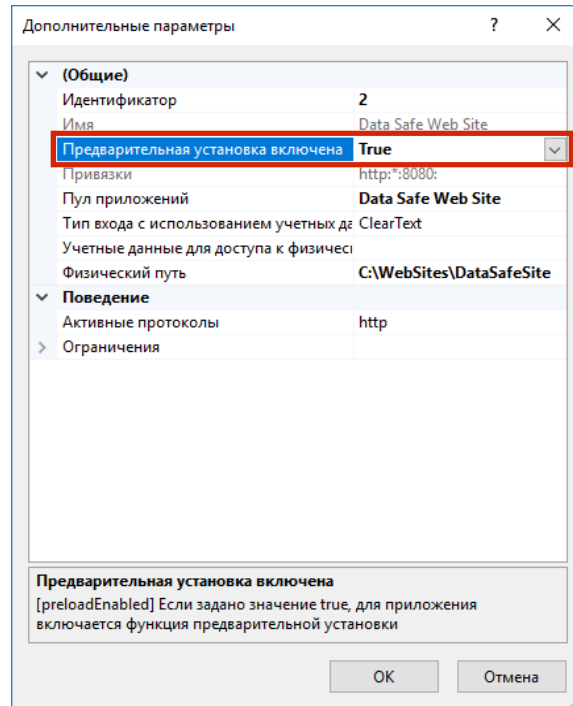 Дополнительные параметры
(Общие)
Идентификатор 2
Имя Data Safe Web Site
Предварительная установка включена True
Привязки http:*:8080:
Пул приложений Data Safe Web Site
Тип входа с использованием учетных да ClearText
Учетные данные для доступа к физичесі
Физический путь C:\WebSites\DataSafeSite
Поведение
Активные протоколы http
Ограничения
Предварительная установка включена
[preloadEnabled] Если задано значение true, для приложения
включается функция предварительной установки
OK Отмена